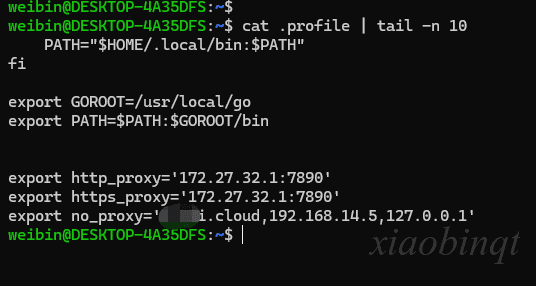 weibin@DESKTOP-4A35DFS:~$
weibin@DESKTOP-4A35DFS:~$ cat .profile | tail -n 10
    PATH="$HOME/.local/bin:$PATH"
fi

export GOROOT=/usr/local/go
export PATH=$PATH:$GOROOT/bin


export http_proxy='172.27.32.1:7890'
export https_proxy='172.27.32.1:7890'
export no_proxy='i.cloud,192.168.14.5,127.0.0.1'
weibin@DESKTOP-4A35DFS:~$
xiaobinqt